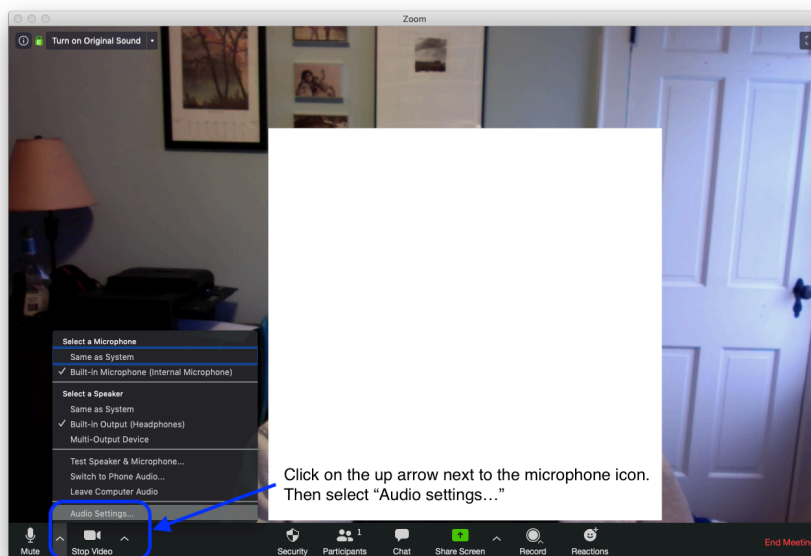 Zoom
Turn on Original Sound
Select a Microphone
Same as System
✓ Built-in Microphone (Internal Microphone)
Select a Speaker
Same as System
✓ Built-in Output (Headphones)
Multi-Output Device
Test Speaker & Microphone...
Switch to Phone Audio...
Leave Computer Audio
Audio Settings...
Click on the up arrow next to the microphone icon.
Then select “Audio settings...”
Mute
Stop Video
Security
Participants
1
Chat
Share Screen
Record
Reactions
End Meeting